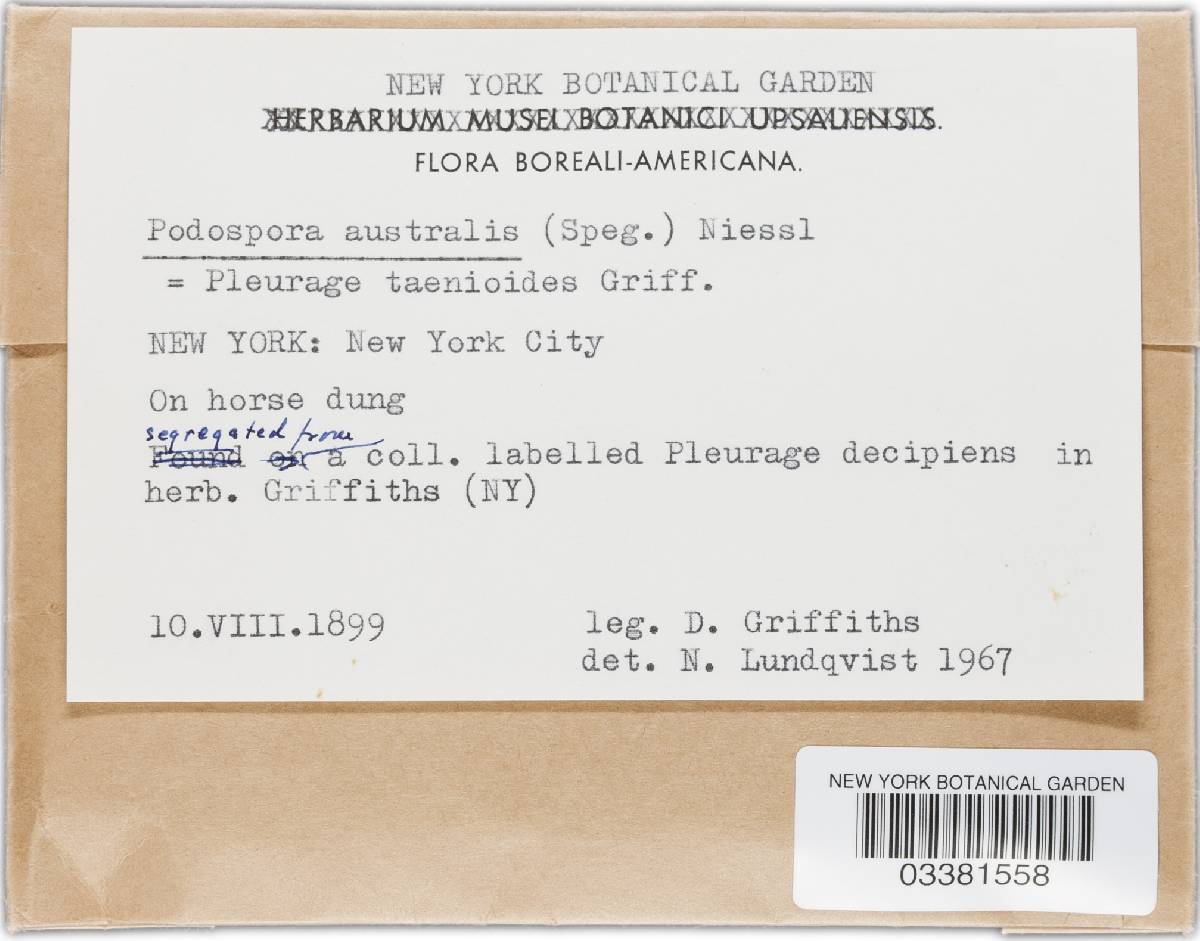 NEW YORK BOTANICAL GARDEN
HERBARIUM MUSEI BOTANICI UPSALIENSIS.
FLORA BOREALI-AMERICANA.
Podospora australis (Speg.) Niessl
= Pleurage taenioides Griff.
NEW YORK: New York City
On horse dung
segregated from
Found on a coll. labelled Pleurage decipiens in
herb. Griffiths (NY)
10.VIII.1899
leg. D. Griffiths
det. N. Lundqvist 1967
NEW YORK BOTANICAL GARDEN
03381558